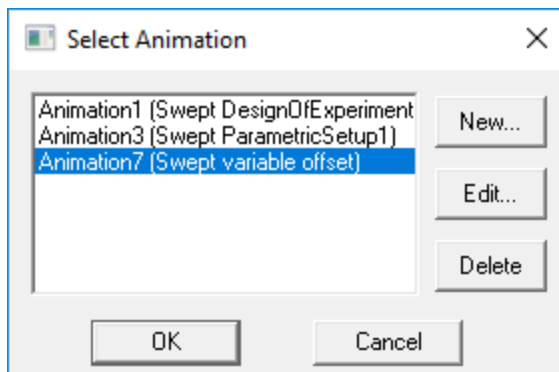 Select Animation
Animation1 (Swept DesignOfExperiment
Animation3 (Swept ParametricSetup1)
Animation7 (Swept variable offset)
New...
Edit...
Delete
OK
Cancel